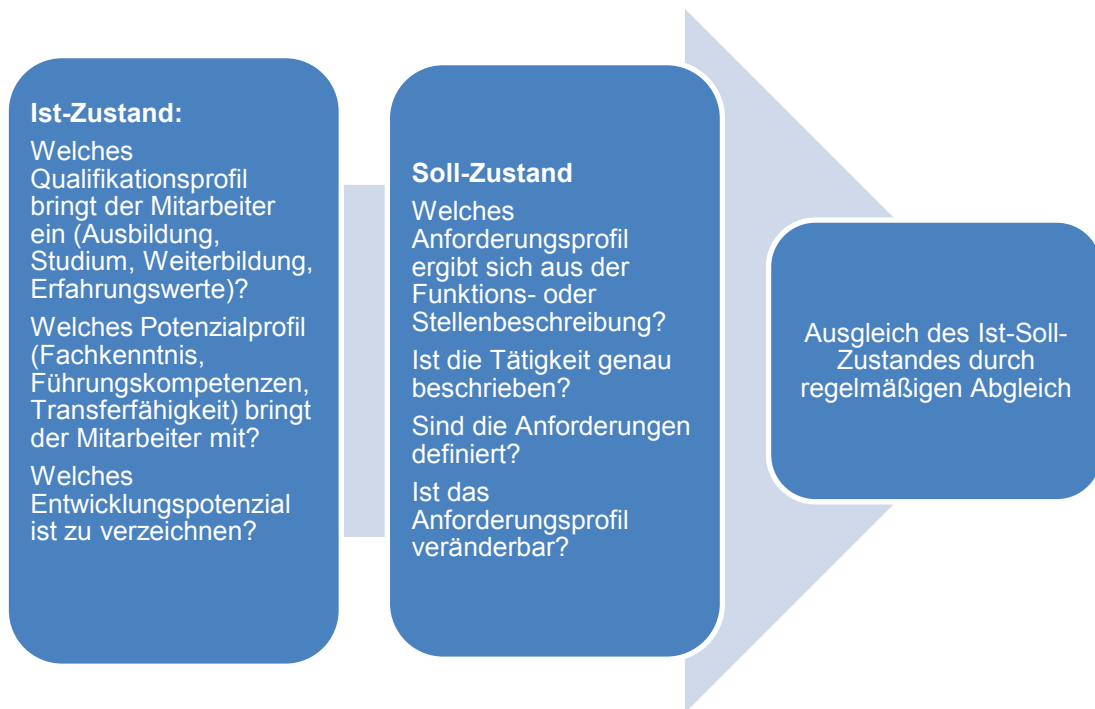 Ist-Zustand:
Welches
Qualifikationsprofil
bringt der Mitarbeiter
ein (Ausbildung,
Studium, Weiterbildung,
Erfahrungswerte)?
Welches Potenzialprofil
(Fachkenntnis,
Führungskompetenzen,
Transferfähigkeit) bringt
der Mitarbeiter mit?
Welches
Entwicklungspotenzial
ist zu verzeichnen?
Soll-Zustand
Welches
Anforderungsprofil
ergibt sich aus der
Funktions- oder
Stellenbeschreibung?
Ist die Tätigkeit genau
beschrieben?
Sind die Anforderungen
definiert?
Ist das
Anforderungsprofil
veränderbar?
Ausgleich des Ist-Soll-
Zustandes durch
regelmäßigen Abgleich